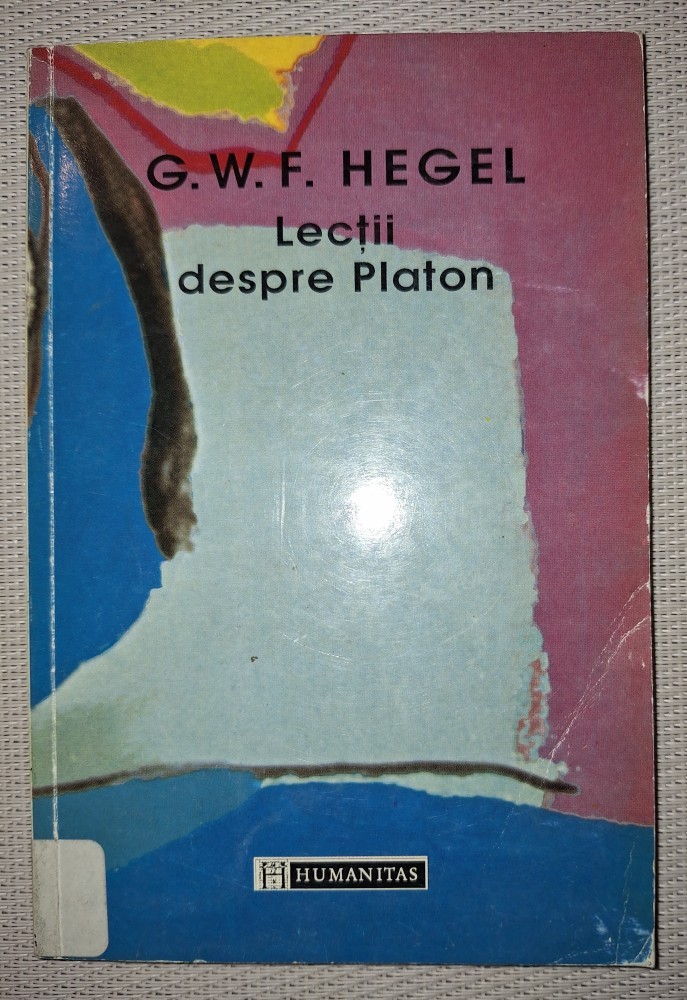 G. W. F. HEGEL
Lecții
despre Platon
HUMANITAS